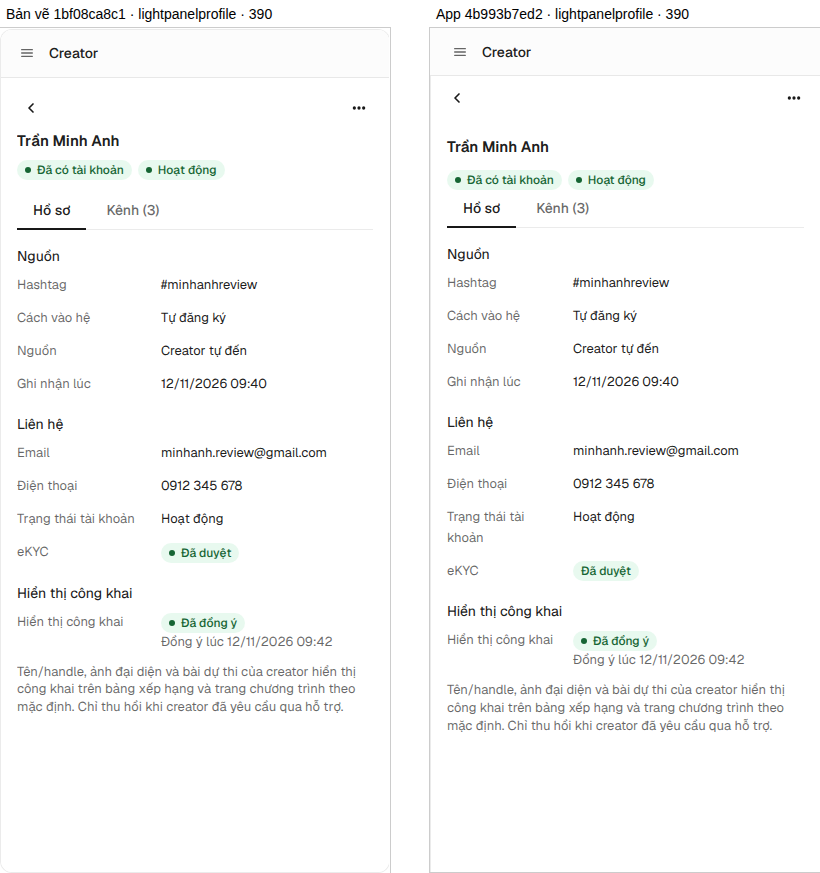 Bản vẽ 1bf08ca8c1 · lightpanelprofile · 390
Creator
Trần Minh Anh
Đã có tài khoản
Hoạt động
Hồ sơ
Kênh (3)
Nguồn
Hashtag
#minhanhreview
Cách vào hệ
Tự đăng ký
Nguồn
Creator tự đến
Ghi nhận lúc
12/11/2026 09:40
Liên hệ
Email
minhanh.review@gmail.com
Điện thoại
0912 345 678
Trạng thái tài khoản
Hoạt động
eKYC
Đã duyệt
Hiển thị công khai
Hiển thị công khai
Đã đồng ý
Đồng ý lúc 12/11/2026 09:42
Tên/handle, ảnh đại diện và bài dự thi của creator hiển thị
công khai trên bảng xếp hạng và trang chương trình theo
mặc định. Chỉ thu hồi khi creator đã yêu cầu qua hỗ trợ.
App 4b993b7ed2 · lightpanelprofile · 390
Creator
Trần Minh Anh
Đã có tài khoản
Hoạt động
Hồ sơ
Kênh (3)
Nguồn
Hashtag
#minhanhreview
Cách vào hệ
Tự đăng ký
Nguồn
Creator tự đến
Ghi nhận lúc
12/11/2026 09:40
Liên hệ
Email
minhanh.review@gmail.com
Điện thoại
0912 345 678
Trạng thái tài
khoản
Hoạt động
eKYC
Đã duyệt
Hiển thị công khai
Hiển thị công khai
Đã đồng ý
Đồng ý lúc 12/11/2026 09:42
Tên/handle, ảnh đại diện và bài dự thi của creator hiển thị
công khai trên bảng xếp hạng và trang chương trình theo
mặc định. Chỉ thu hồi khi creator đã yêu cầu qua hỗ trợ.